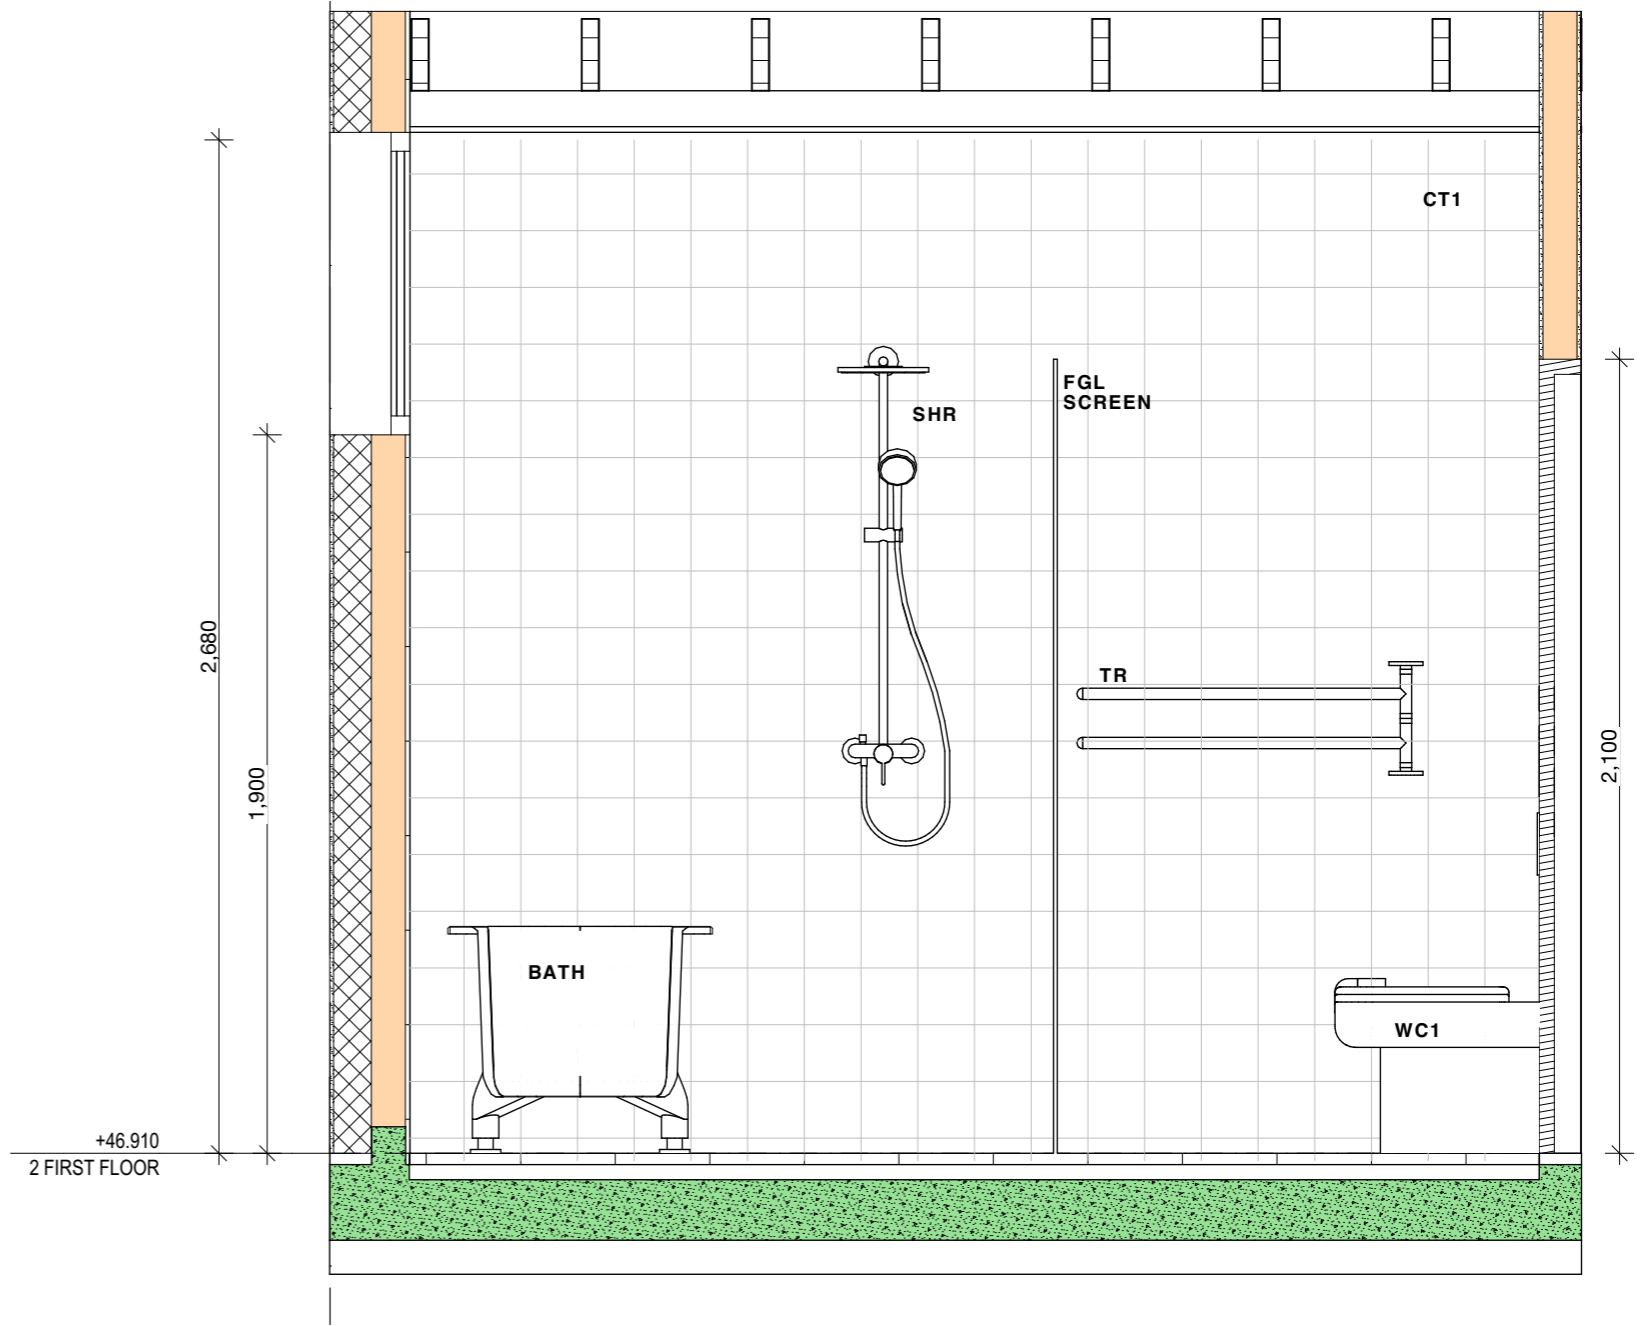 CT1
FGL
SCREEN
SHR
2,680
TR
2,100
1,900
BATH
WC1
+46.910
2 FIRST FLOOR